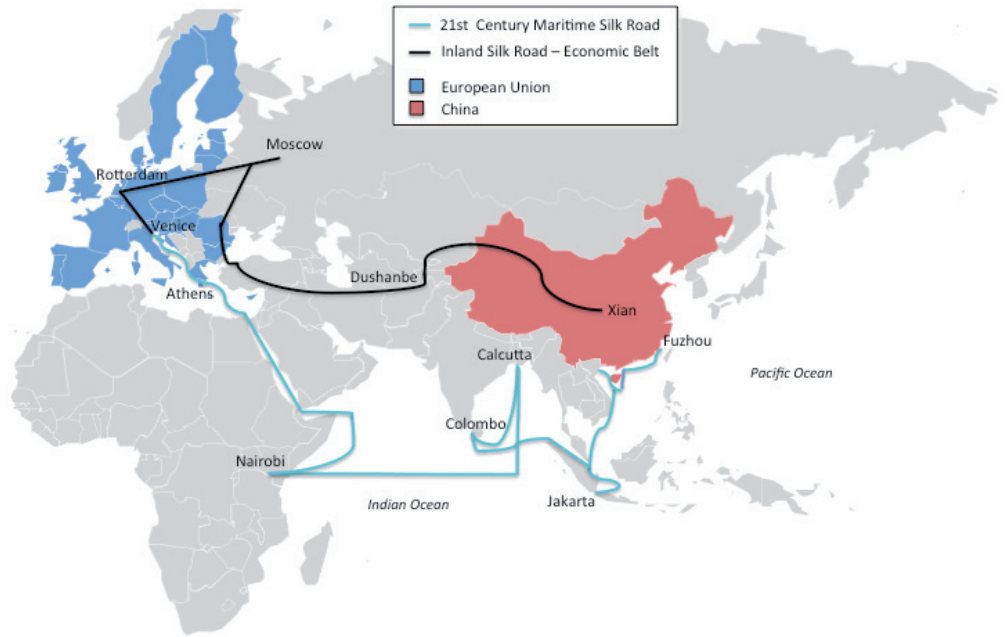 21st Century Maritime Silk Road
Inland Silk Road – Economic Belt
European Union
China
Moscow
Rotterdam
Venice
Dushanbe
Athens
Xian
Fuzhou
Calcutta
Pacific Ocean
Colombo
Nairobi
Indian Ocean
Jakarta